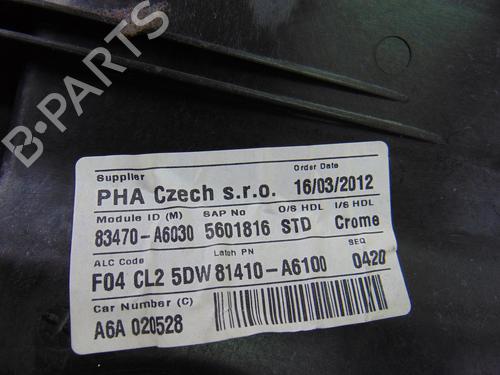 B-PARTS
Supplier Order Date
PHA Czech s.r.o. 16/03/2012
Module ID (M) SAP No O/S HDL I/S HDL
83470-A6030 5601816 STD Crome
ALC Code Latch PN SEQ
F04 CL2 5DW 81410-A6100 0420
Car Number (C)
A6A 020528